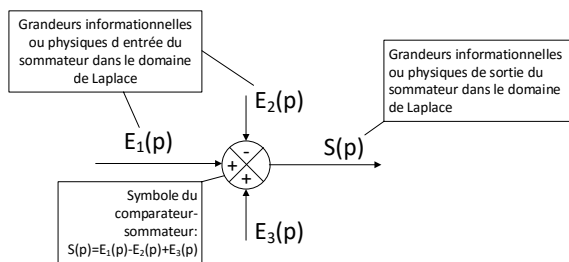 Grandeurs informationnelles
ou physiques d entrée du
sommateur dans le domaine
de Laplace
Grandeurs informationnelles
ou physiques de sortie du
sommateur dans le domaine
de Laplace
E₂(p)
E₁(p)
S(p)
-
+
+
Symbole du
comparateur-
sommateur:
S(p)=E₁(p)-E₂(p)+E₃(p)
E₃(p)